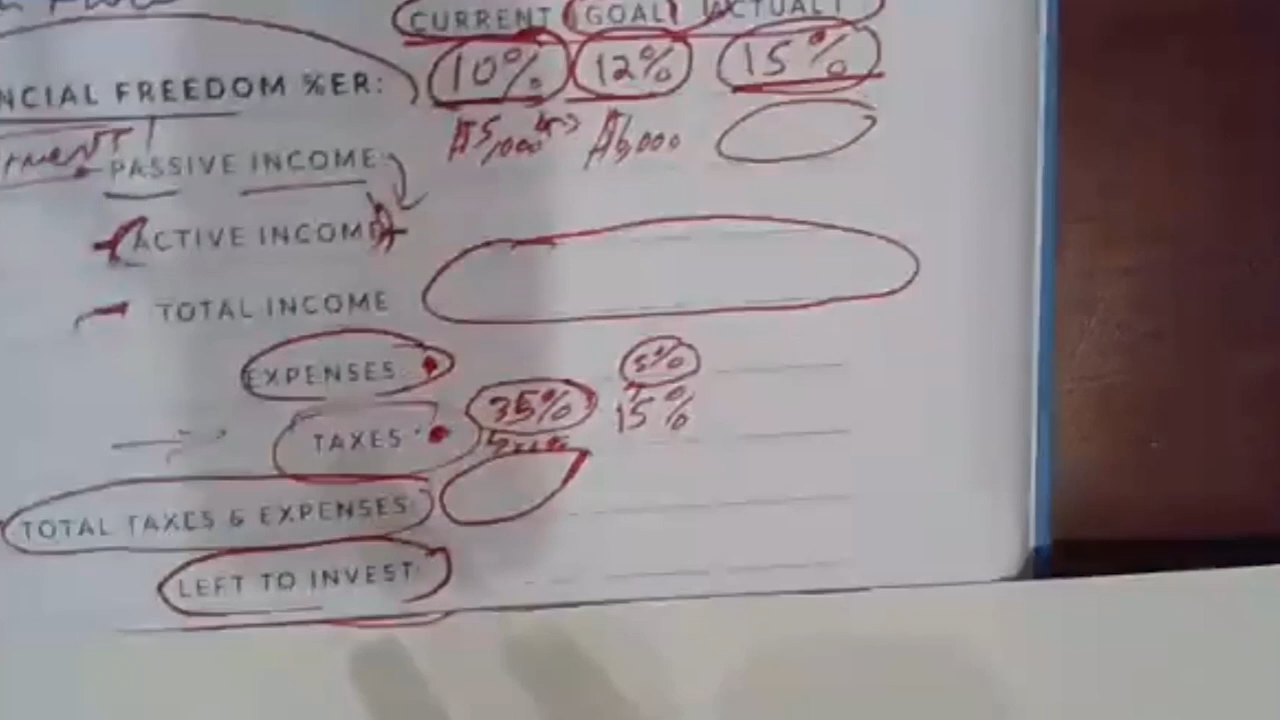 CURRENT GOAL ACTUAL
NCIAL FREEDOM %ER: 10% 12% 15%
PASSIVE INCOME 5,000 6,000
ACTIVE INCOME
TOTAL INCOME
EXPENSES 5%
TAXES 35% 15%
TOTAL TAXES & EXPENSES:
LEFT TO INVEST: